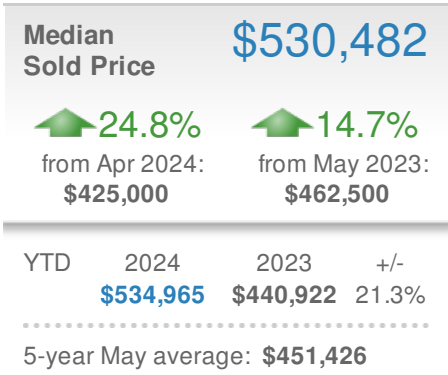 Median $530,482
Sold Price
24.8% 14.7%
from Apr 2024: from May 2023:
$425,000 $462,500
YTD 2024 2023 +/-
$534,965 $440,922 21.3%
5-year May average: $451,426